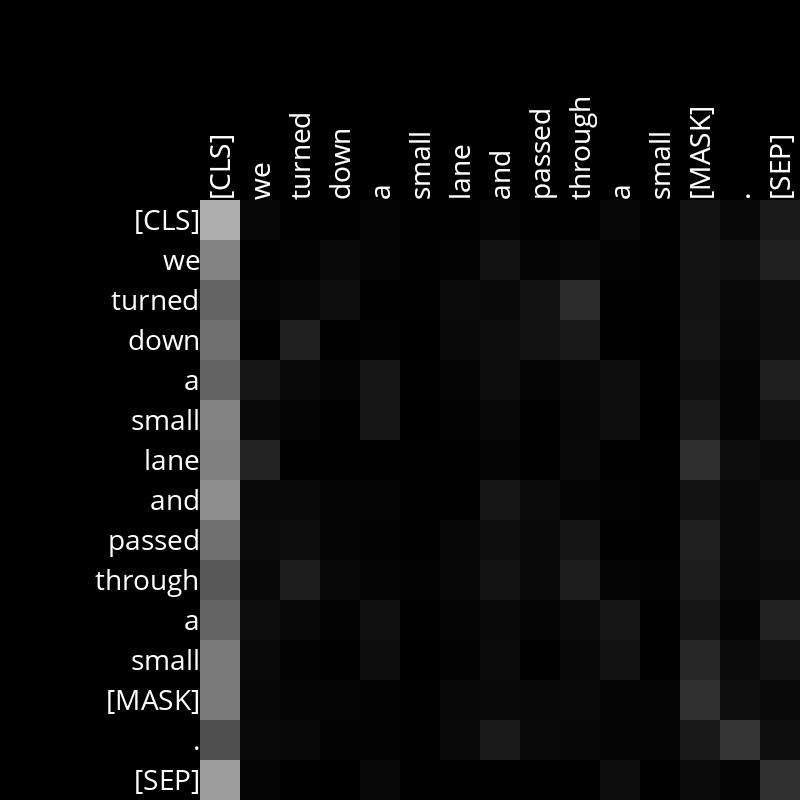 [CLS] we turned down a small lane and passed through a small [MASK] . [SEP]
[CLS]
we
turned
down
a
small
lane
and
passed
through
a
small
[MASK]
.
[SEP]